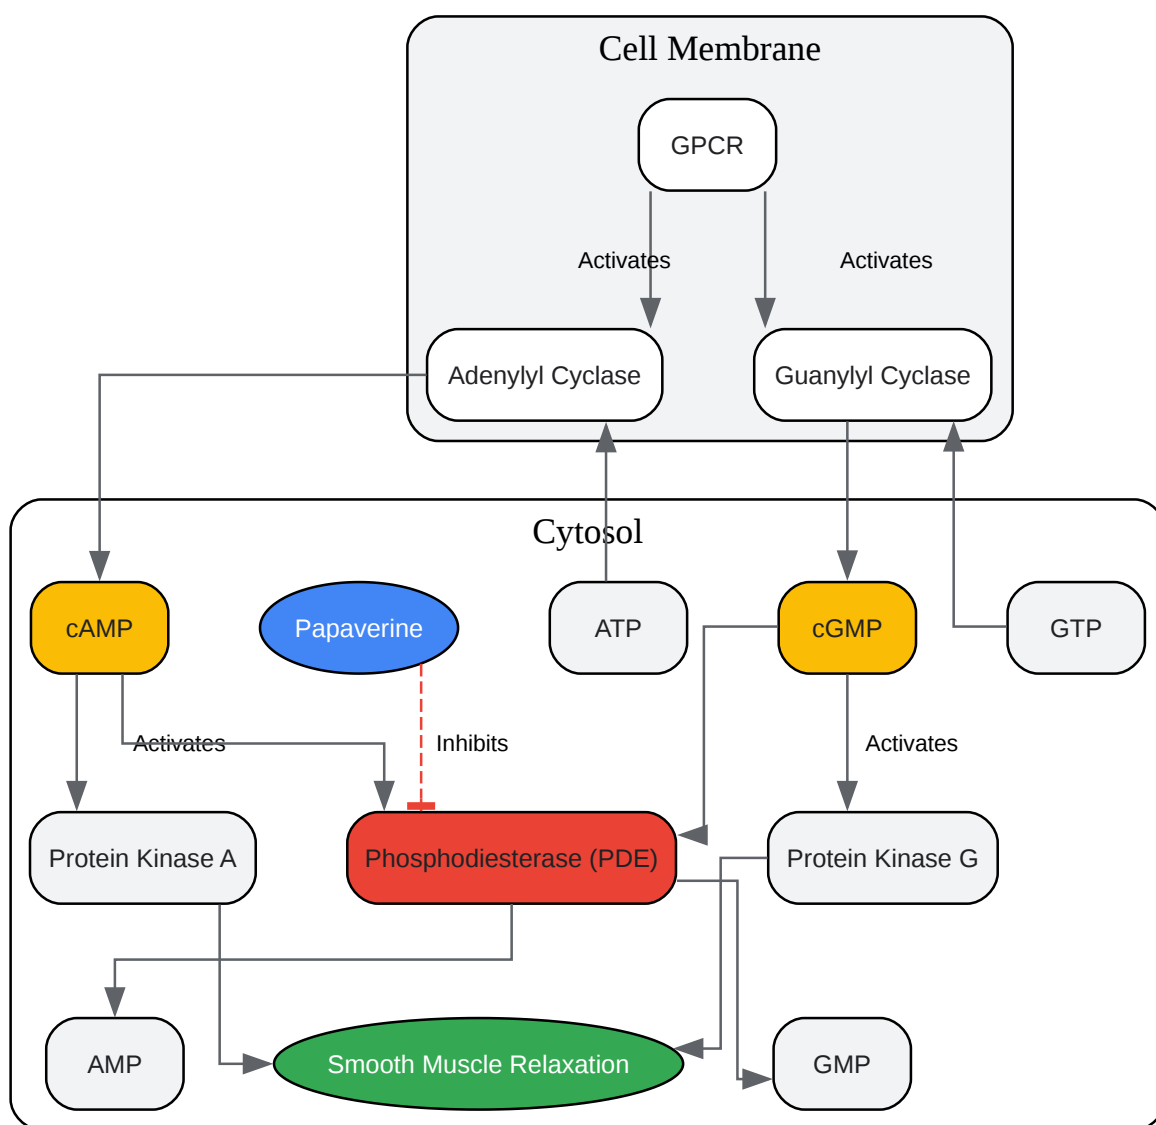 Cell Membrane
GPCR
Activates
Activates
Adenylyl Cyclase
Guanylyl Cyclase
Cytosol
cAMP
Papaverine
ATP
cGMP
GTP
Activates
Inhibits
Activates
Protein Kinase A
Phosphodiesterase (PDE)
Protein Kinase G
AMP
Smooth Muscle Relaxation
GMP